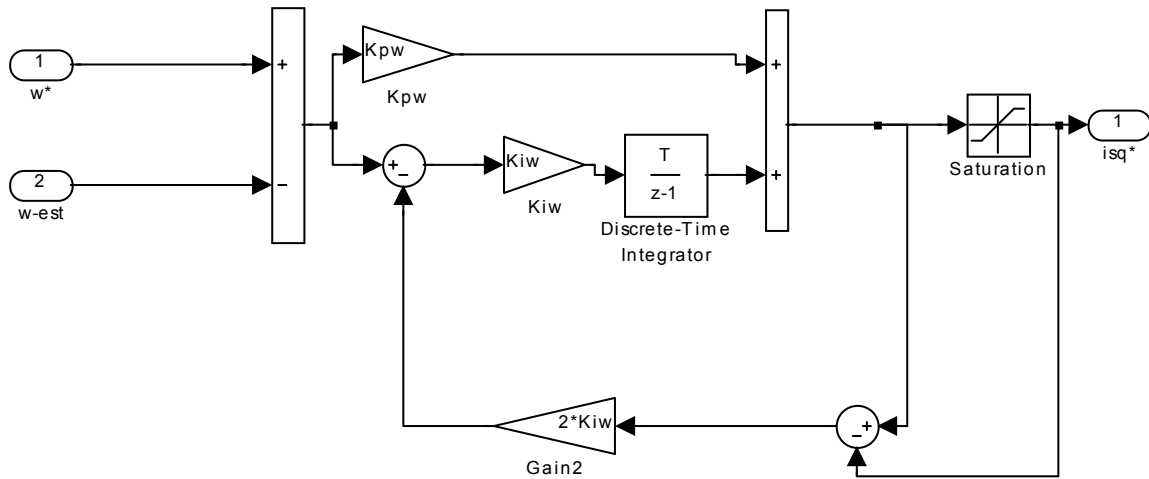 1
w*
2
w-est
+
−
Kpw
Kpw
+
−
Kiw
Kiw
T
z-1
Discrete-Time
Integrator
+
+
Saturation
1
isq*
2*Kiw
Gain2
−
+